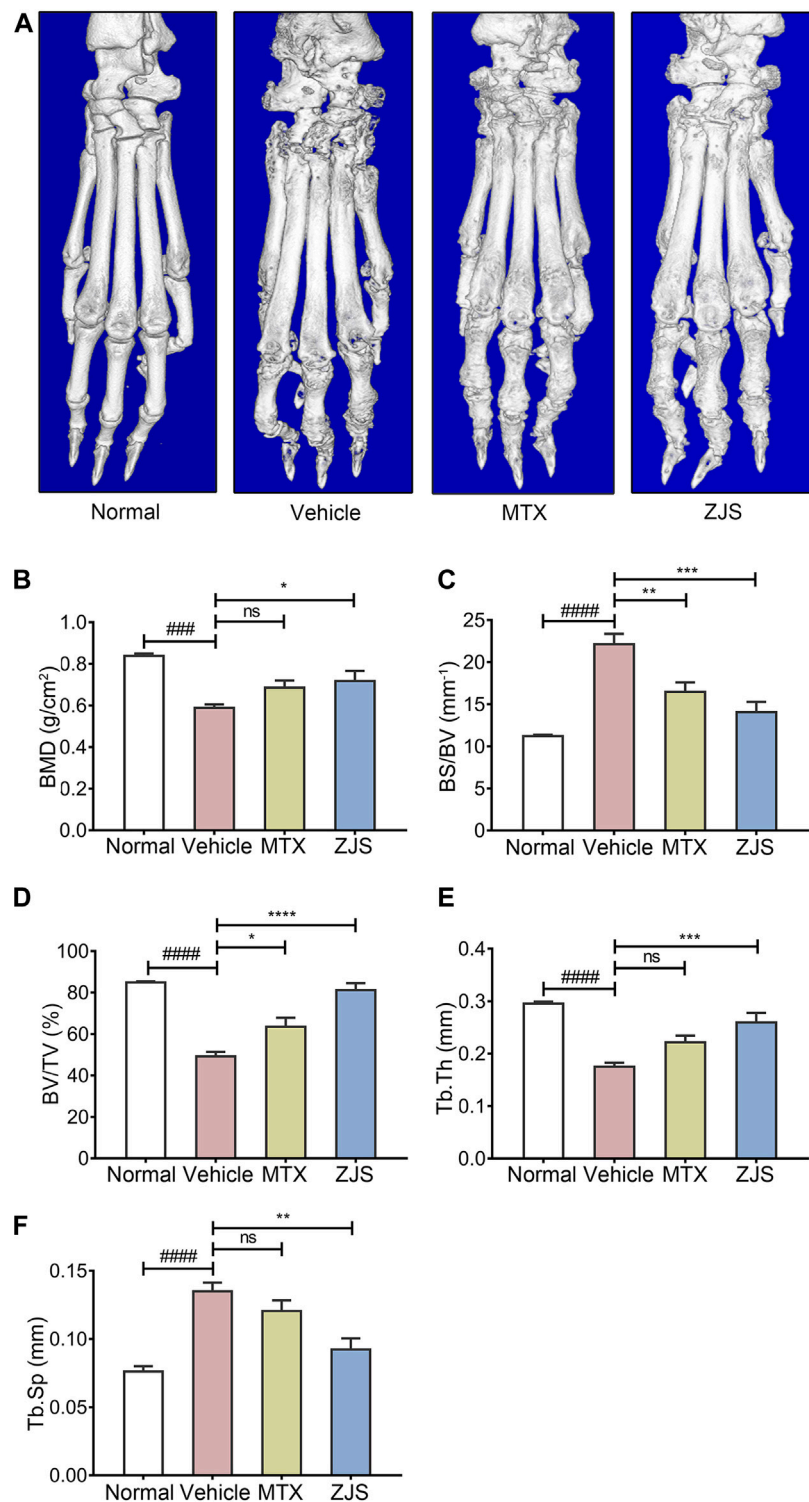 A
Normal Vehicle MTX ZJS
B
*
ns
###
BMD (g/cm²)
1.0
0.8
0.6
0.4
0.2
0.0
Normal Vehicle MTX ZJS
C
***
**
####
BS/BV (mm⁻¹)
25
20
15
10
5
0
Normal Vehicle MTX ZJS
D
****
*
####
BV/TV (%)
100
80
60
40
20
0
Normal Vehicle MTX ZJS
E
***
ns
####
Tb.Th (mm)
0.4
0.3
0.2
0.1
0.0
Normal Vehicle MTX ZJS
F
**
ns
####
Tb.Sp (mm)
0.15
0.10
0.05
0.00
Normal Vehicle MTX ZJS